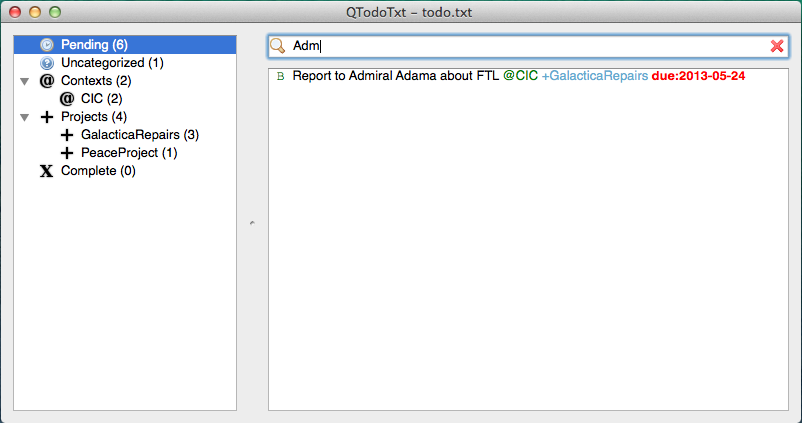 QTodoTxt – todo.txt
Pending (6)
Uncategorized (1)
@ Contexts (2)
@ CIC (2)
+ Projects (4)
+ GalacticaRepairs (3)
+ PeaceProject (1)
X Complete (0)
Adm
B Report to Admiral Adama about FTL @CIC +GalacticaRepairs due:2013-05-24